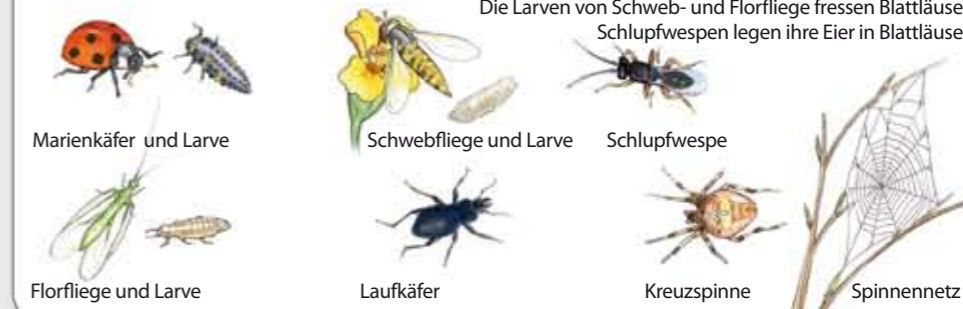 Die Larven von Schweb- und Florfliege fressen Blattläuse
Schlupfwespen legen ihre Eier in Blattläuse
Marienkäfer und Larve
Schwebfliege und Larve
Schlupfwespe
Florfliege und Larve
Laufkäfer
Kreuzspinne
Spinnennetz